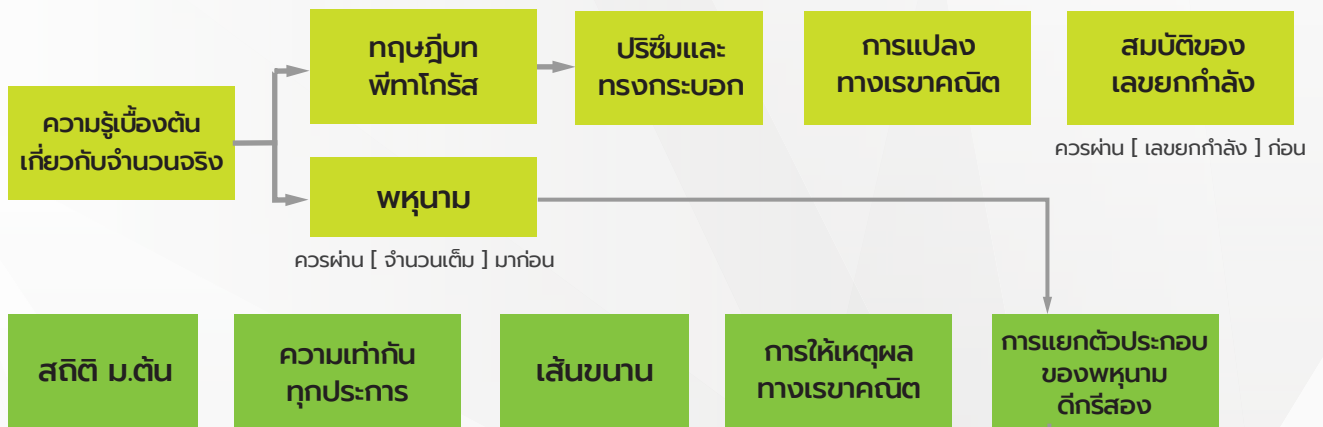 ทฤษฎีบท
พีทาโกรัส
ปริซึมและ
ทรงกระบอก
การแปลง
ทางเรขาคณิต
สมบัติของ
เลขยกกำลัง
ความรู้เบื้องต้น
เกี่ยวกับจำนวนจริง
ควรผ่าน [ เลขยกกำลัง ] ก่อน
พหุนาม
ควรผ่าน [ จำนวนเต็ม ] มาก่อน
สถิติ ม.ต้น
ความเท่ากัน
ทุกประการ
เส้นขนาน
การให้เหตุผล
ทางเรขาคณิต
การแยกตัวประกอบ
ของพหุนาม
ดีกรีสอง